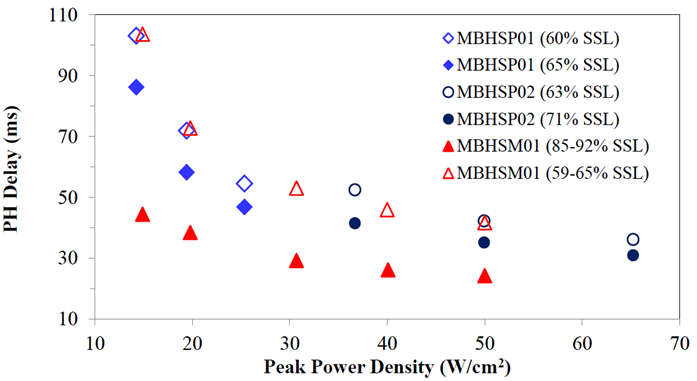 110
90
70
50
30
10
PH Delay (ms)
MBHSP01 (60% SSL)
MBHSP01 (65% SSL)
MBHSP02 (63% SSL)
MBHSP02 (71% SSL)
MBHSM01 (85-92% SSL)
MBHSM01 (59-65% SSL)
10 20 30 40 50 60 70
Peak Power Density (W/cm²)